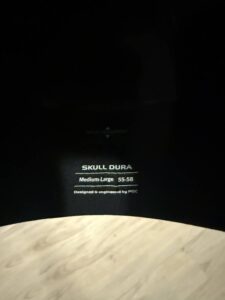 SKULL DURA
Medium-Large 55-58
Designed & engineered by POC